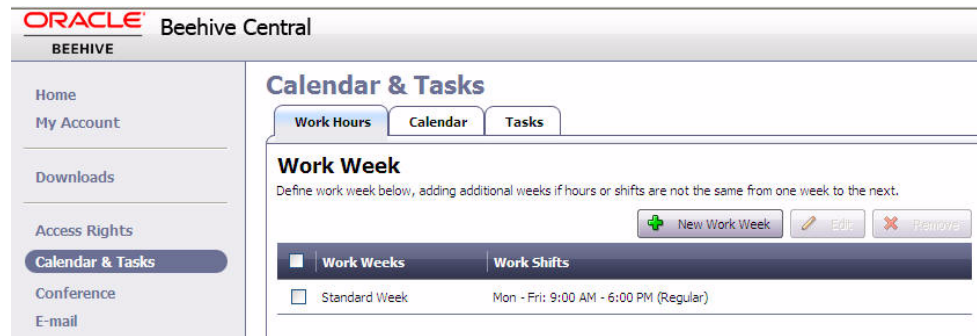 ORACLE
BEEHIVE
Beehive Central
Home
My Account
Downloads
Access Rights
Calendar & Tasks
Conference
E-mail
Calendar & Tasks
Work Hours Calendar Tasks
Work Week
Define work week below, adding additional weeks if hours or shifts are not the same from one week to the next.
New Work Week Edit Remove
Work Weeks Work Shifts
Standard Week Mon - Fri: 9:00 AM - 6:00 PM (Regular)